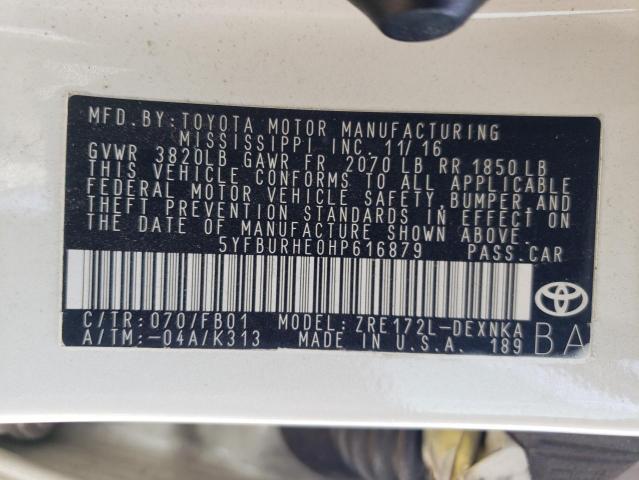 MFD. BY: TOYOTA MOTOR MANUFACTURING
MISSISSIPPI INC. 11/16
GVWR 3820LB GAWR FR 2070 LB RR 1850 LB
THIS VEHICLE CONFORMS TO ALL APPLICABLE
FEDERAL MOTOR VEHICLE SAFETY, BUMPER, AND
THEFT PREVENTION STANDARDS IN EFFECT ON
THE DATE OF MANUFACTURE SHOWN ABOVE.
5YFBURHE0HP616879 PASS. CAR
C/TR: 070/FB01 MODEL: ZRE172L-DEXNKA
A/TM: -04A/K313 MADE IN U.S.A. 189 BA